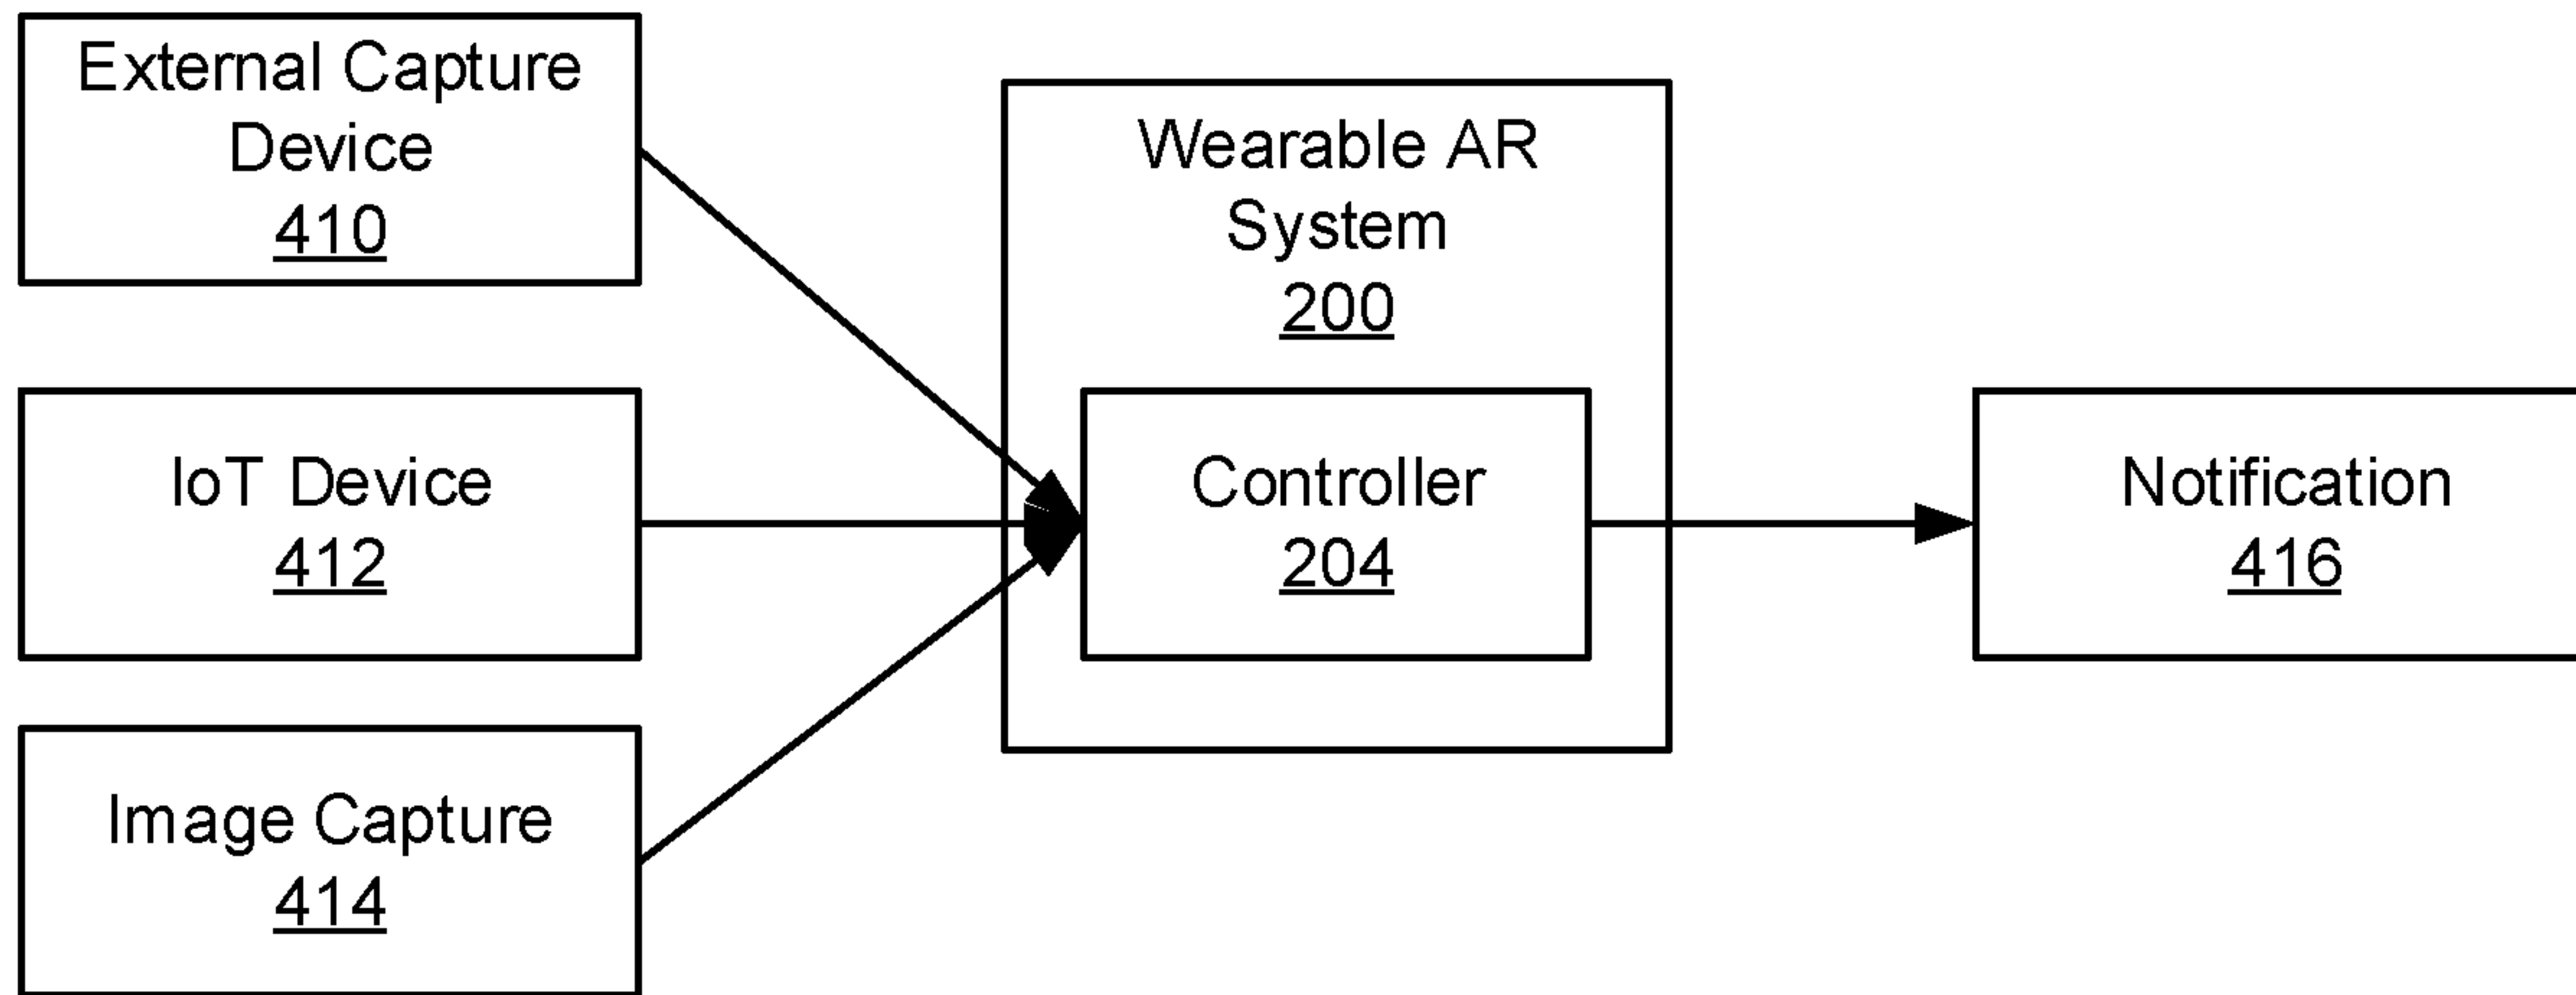 External Capture
Device
410
Wearable AR
System
200
IoT Device
412
Controller
204
Notification
416
Image Capture
414